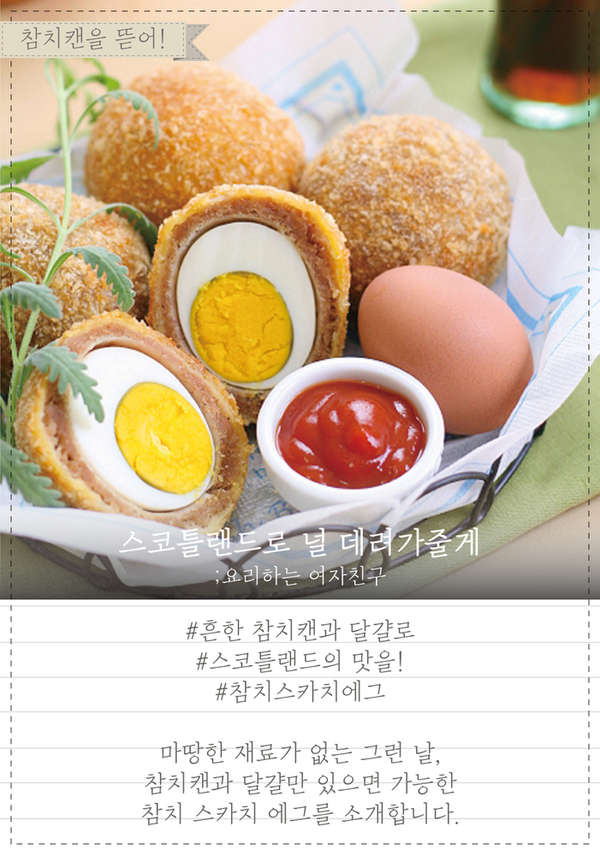 참치캔을 뜯어!
스코틀랜드로 널 데려가줄게
;요리하는 여자친구
#흔한 참치캔과 달걀로
#스코틀랜드의 맛을!
#참치스카치에그
마땅한 재료가 없는 그런 날,
참치캔과 달걀만 있으면 가능한
참치 스카치 에그를 소개합니다.